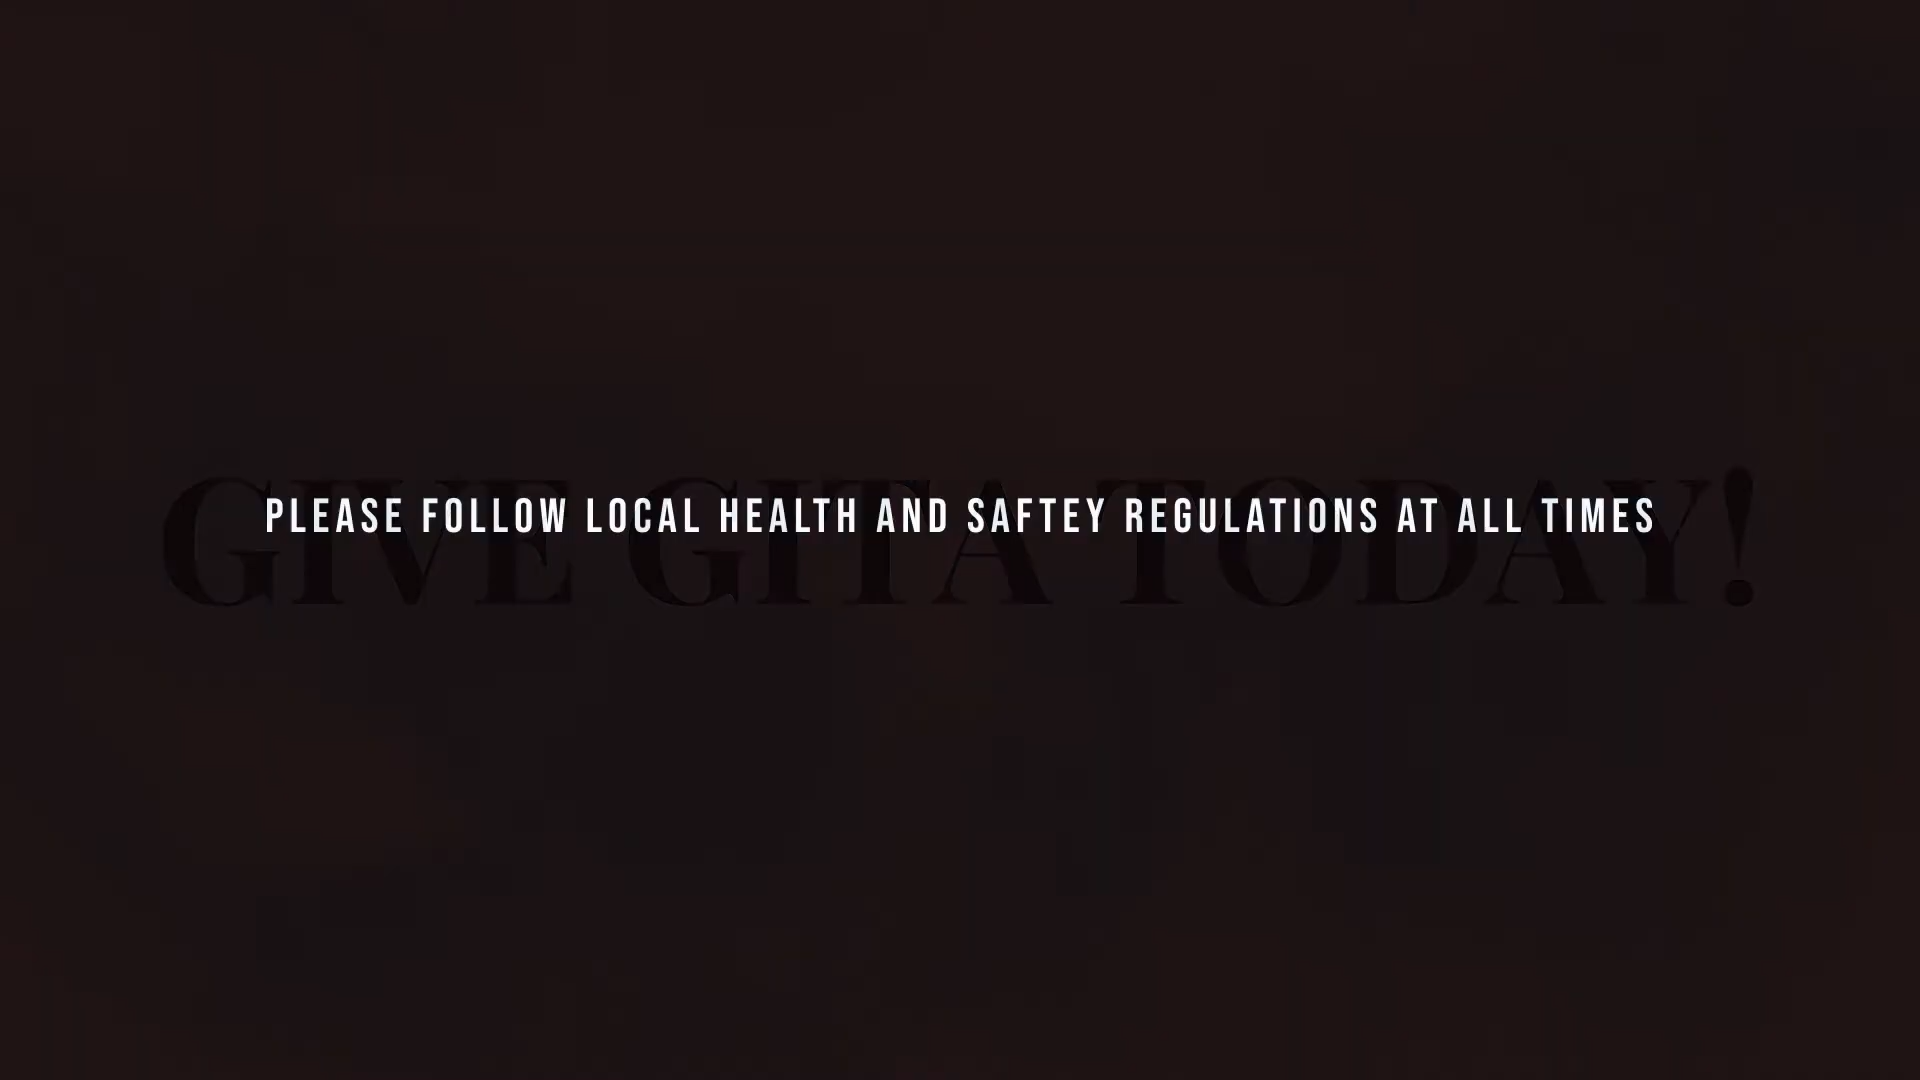 PLEASE FOLLOW LOCAL HEALTH AND SAFTEY REGULATIONS AT ALL TIMES
GIVE GITA TODAY!